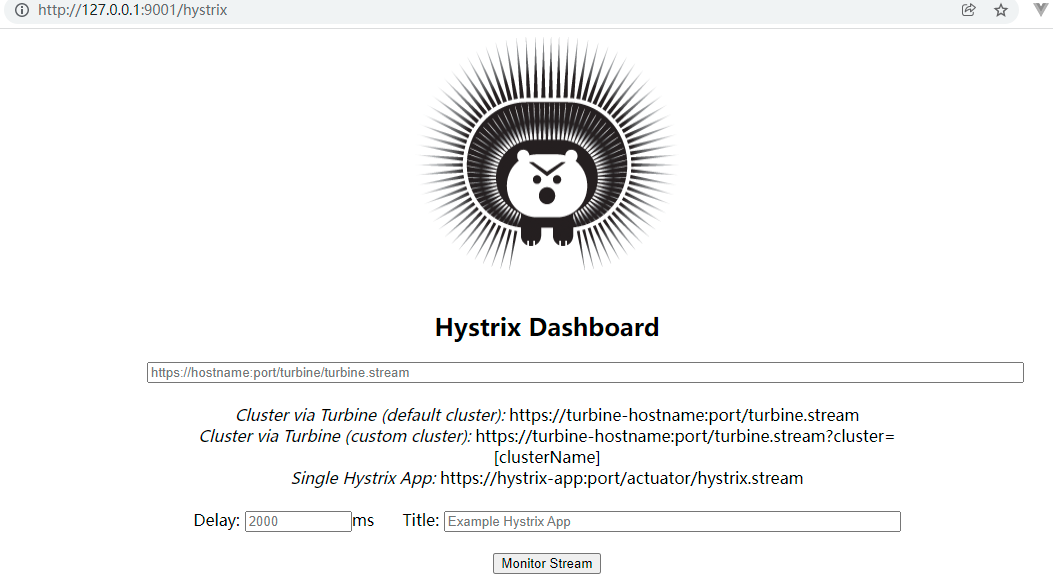 http://127.0.0.1:9001/hystrix
Hystrix Dashboard
https://hostname:port/turbine/turbine.stream
Cluster via Turbine (default cluster): https://turbine-hostname:port/turbine.stream
Cluster via Turbine (custom cluster): https://turbine-hostname:port/turbine.stream?cluster=
[clusterName]
Single Hystrix App: https://hystrix-app:port/actuator/hystrix.stream
Delay: 2000 ms Title: Example Hystrix App
Monitor Stream